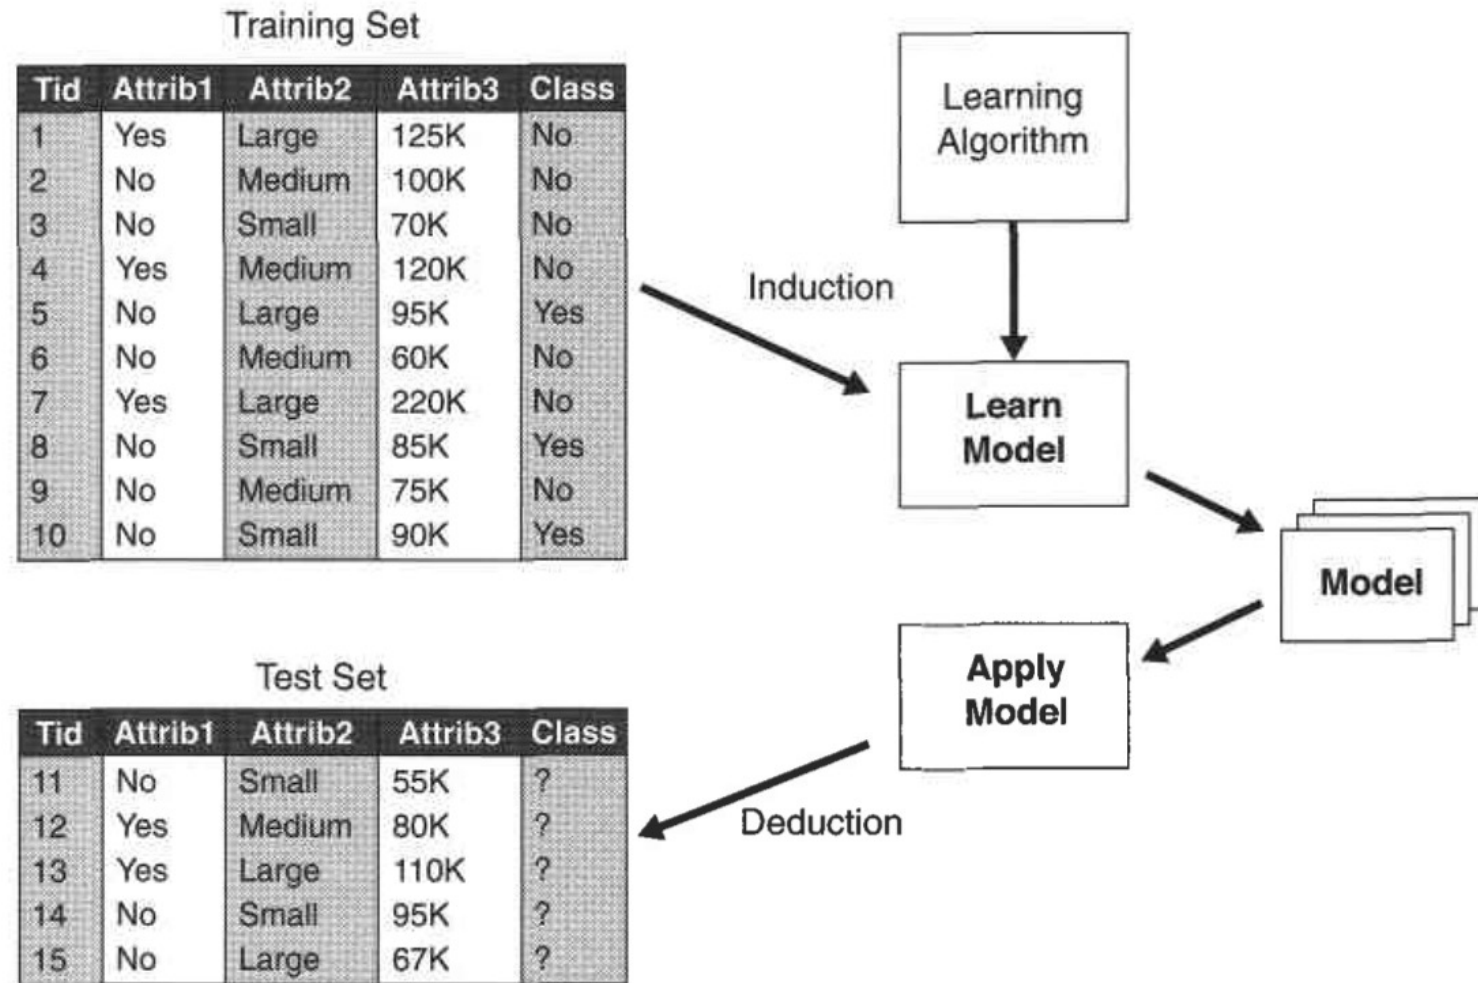 Training Set
Tid Attrib1 Attrib2 Attrib3 Class
1 Yes Large 125K No
2 No Medium 100K No
3 No Small 70K No
4 Yes Medium 120K No
5 No Large 95K Yes
6 No Medium 60K No
7 Yes Large 220K No
8 No Small 85K Yes
9 No Medium 75K No
10 No Small 90K Yes
Learning
Algorithm
Induction
Learn
Model
Model
Apply
Model
Deduction
Test Set
Tid Attrib1 Attrib2 Attrib3 Class
11 No Small 55K ?
12 Yes Medium 80K ?
13 Yes Large 110K ?
14 No Small 95K ?
15 No Large 67K ?